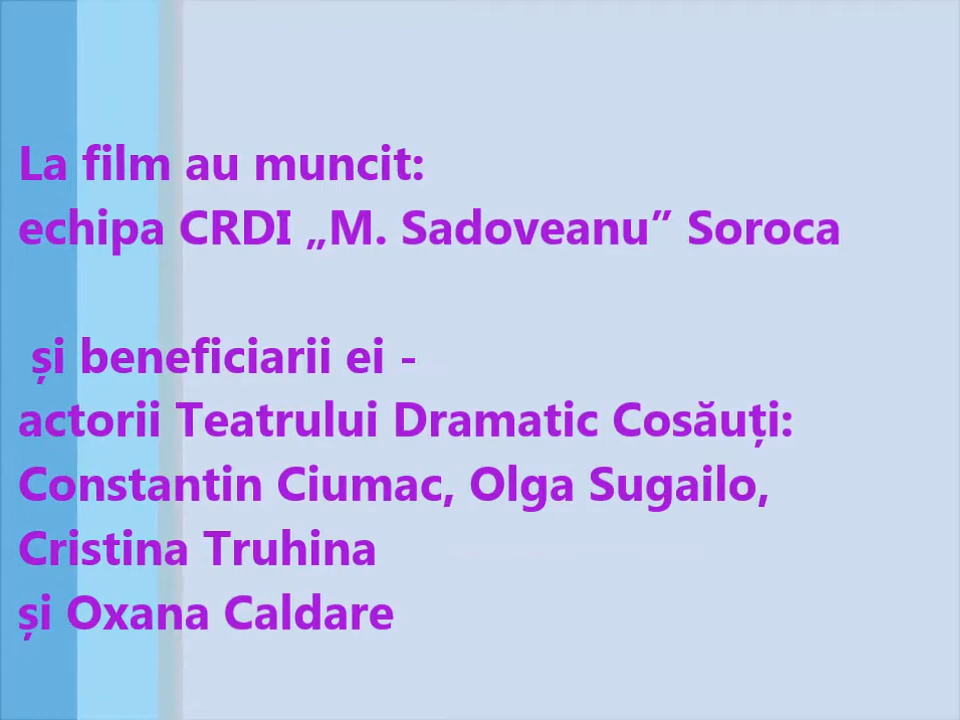 La film au muncit:
echipa CRDI „M. Sadoveanu” Soroca
și beneficiarii ei -
actorii Teatrului Dramatic Cosăuți:
Constantin Ciumac, Olga Sugailo,
Cristina Truhina
și Oxana Caldare